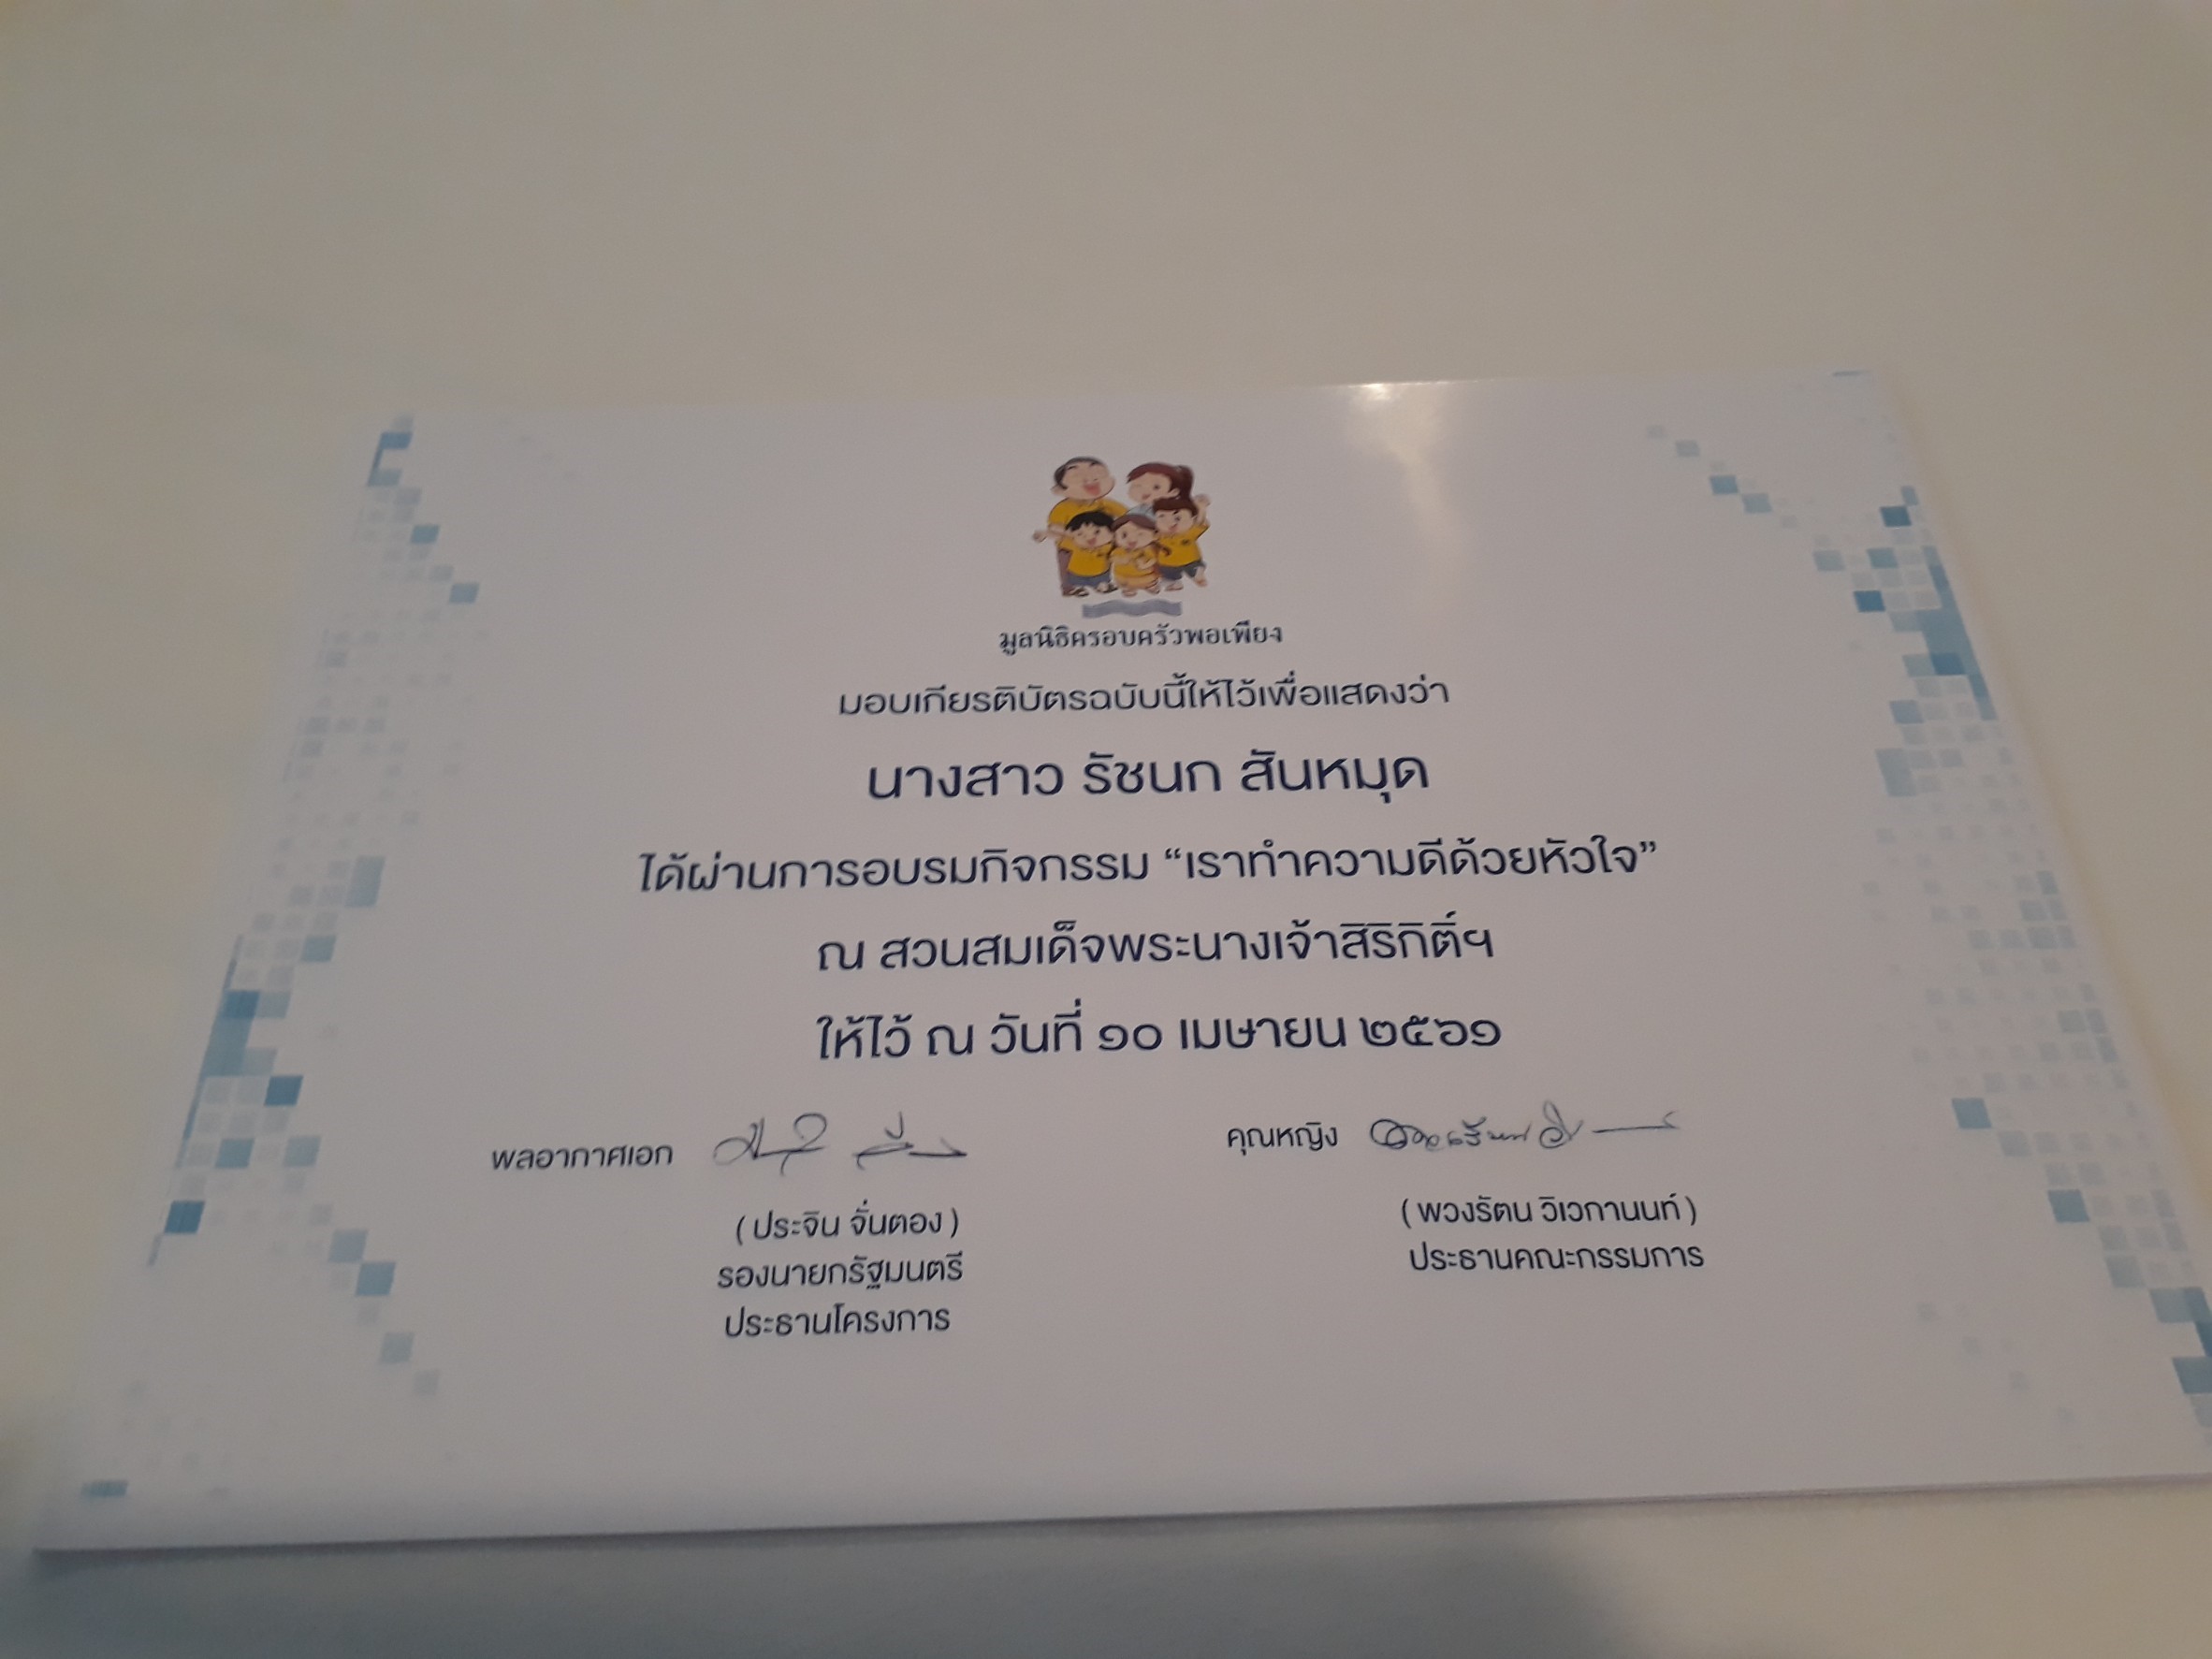 มูลนิธิครอบครัวพอเพียง
มอบเกียรติบัตรฉบับนี้ให้ไว้เพื่อแสดงว่า
นางสาว รัชนก สันหมุด
ได้ผ่านการอบรมกิจกรรม “เราทำความดีด้วยหัวใจ”
ณ สวนสมเด็จพระนางเจ้าสิริกิติ์ฯ
ให้ไว้ ณ วันที่ ๑๐ เมษายน ๒๕๖๑
พลอากาศเอก
คุณหญิง
( ประจิน จั่นตอง )
( พวงรัตน วิเวกานนท์ )
รองนายกรัฐมนตรี
ประธานคณะกรรมการ
ประธานโครงการ